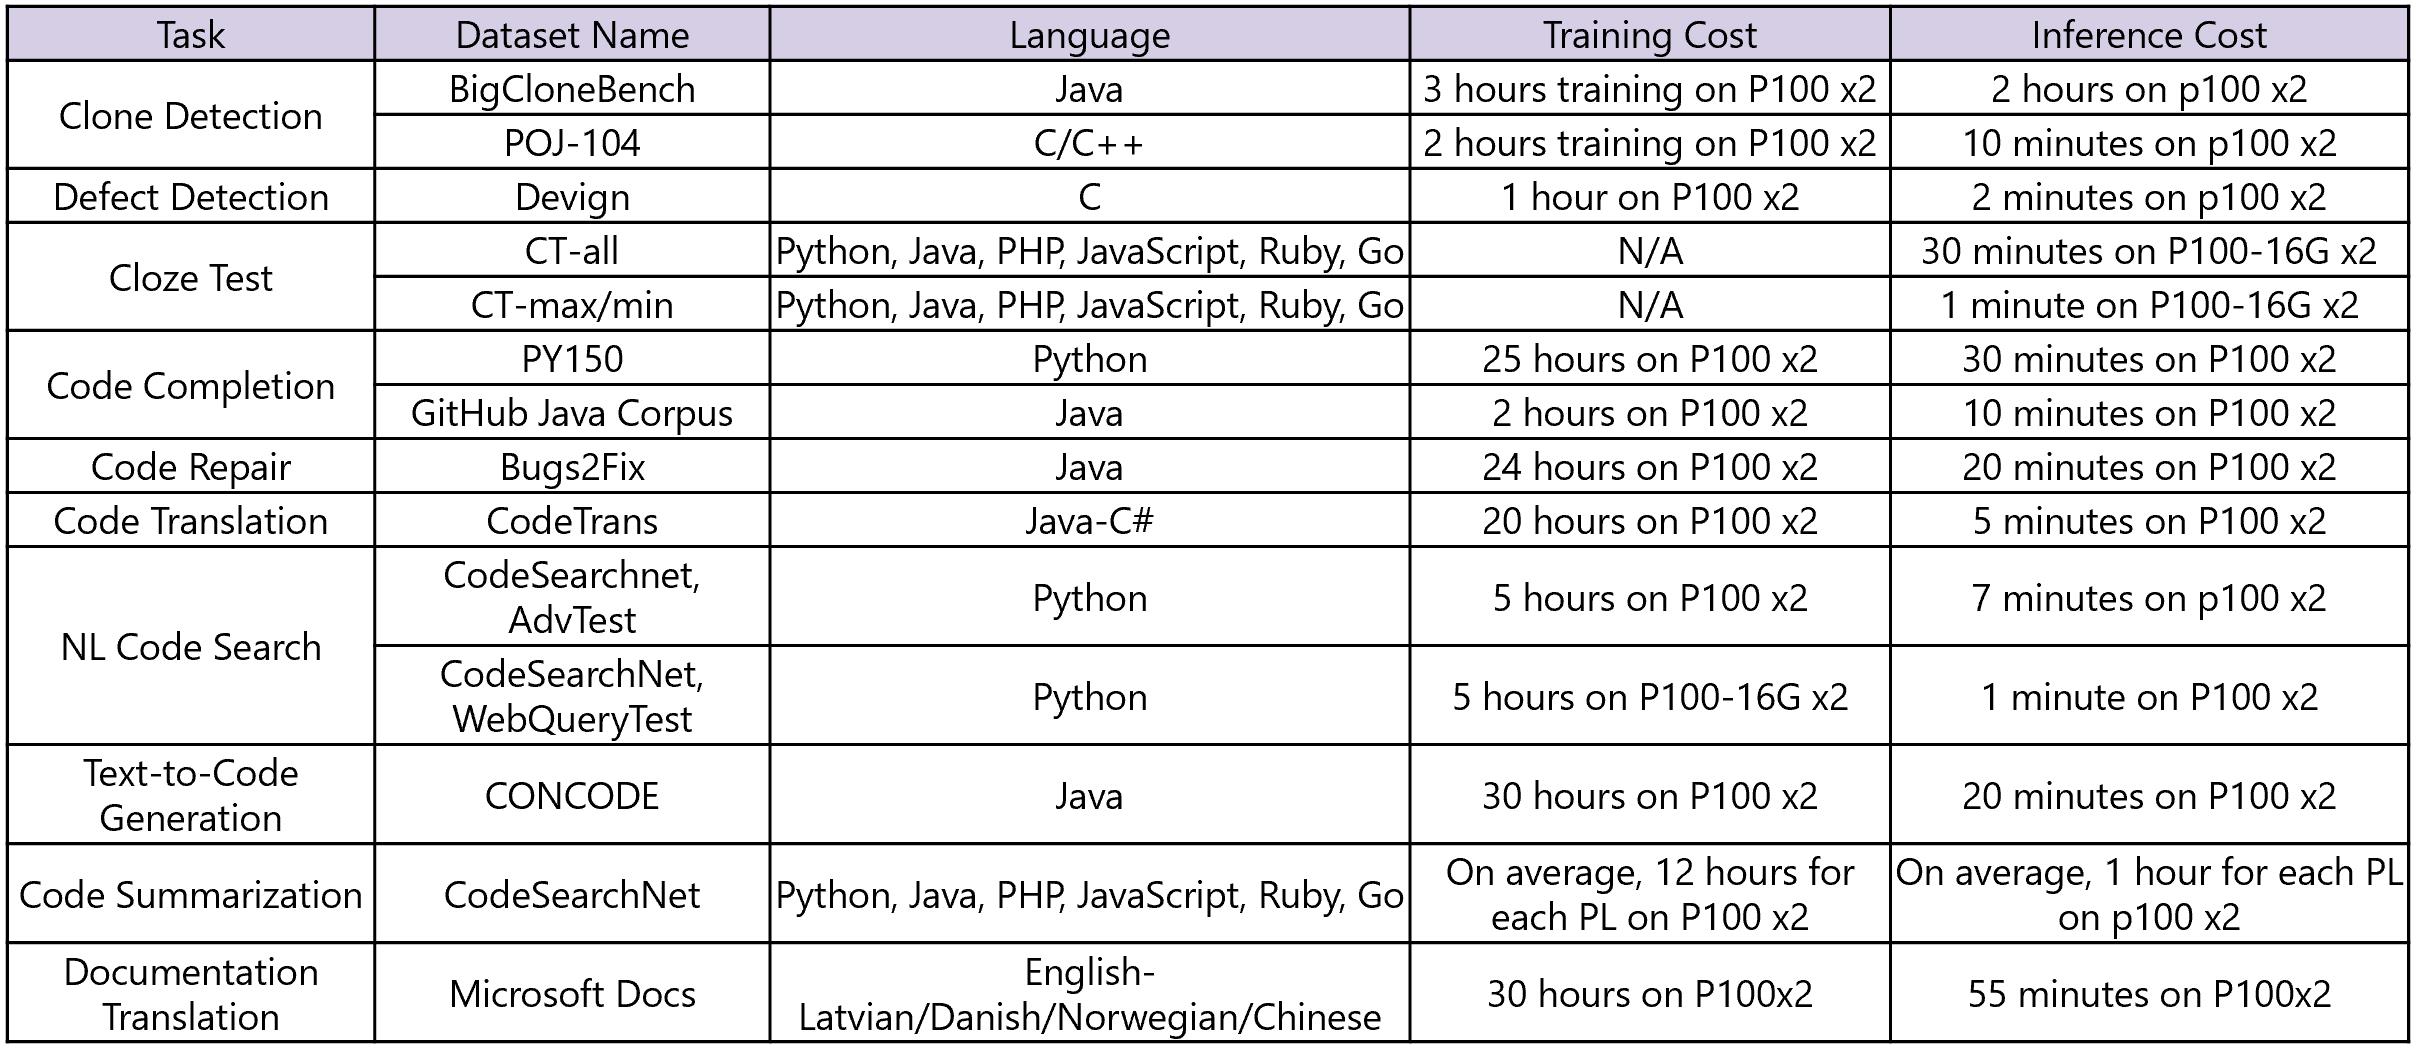 Task Dataset Name Language Training Cost Inference Cost
Clone Detection
BigCloneBench Java 3 hours training on P100 x2 2 hours on p100 x2
POJ-104 C/C++ 2 hours training on P100 x2 10 minutes on p100 x2
Defect Detection Devign C 1 hour on P100 x2 2 minutes on p100 x2
Cloze Test
CT-all Python, Java, PHP, JavaScript, Ruby, Go N/A 30 minutes on P100-16G x2
CT-max/min Python, Java, PHP, JavaScript, Ruby, Go N/A 1 minute on P100-16G x2
Code Completion
PY150 Python 25 hours on P100 x2 30 minutes on P100 x2
GitHub Java Corpus Java 2 hours on P100 x2 10 minutes on P100 x2
Code Repair Bugs2Fix Java 24 hours on P100 x2 20 minutes on P100 x2
Code Translation CodeTrans Java-C# 20 hours on P100 x2 5 minutes on P100 x2
NL Code Search
CodeSearchnet,
AdvTest
Python 5 hours on P100 x2 7 minutes on p100 x2
CodeSearchNet,
WebQueryTest
Python 5 hours on P100-16G x2 1 minute on P100 x2
Text-to-Code
Generation
CONCODE Java 30 hours on P100 x2 20 minutes on P100 x2
Code Summarization CodeSearchNet Python, Java, PHP, JavaScript, Ruby, Go
On average, 12 hours for
each PL on P100 x2
On average, 1 hour for each PL
on p100 x2
Documentation
Translation
Microsoft Docs
English-
Latvian/Danish/Norwegian/Chinese
30 hours on P100x2 55 minutes on P100x2